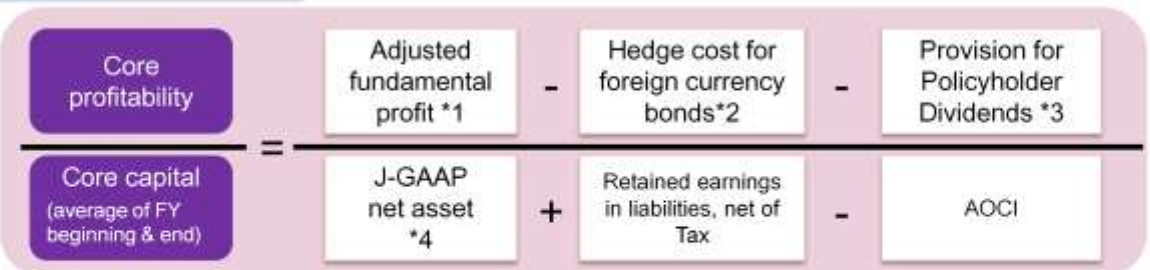 Core
profitability
=
Adjusted
fundamental
profit *1
-
Hedge cost for
foreign currency
bonds*2
-
Provision for
Policyholder
Dividends *3
Core capital
(average of FY
beginning & end)
J-GAAP
net asset
*4
+
Retained earnings
in liabilities, net of
Tax
-
AOCI